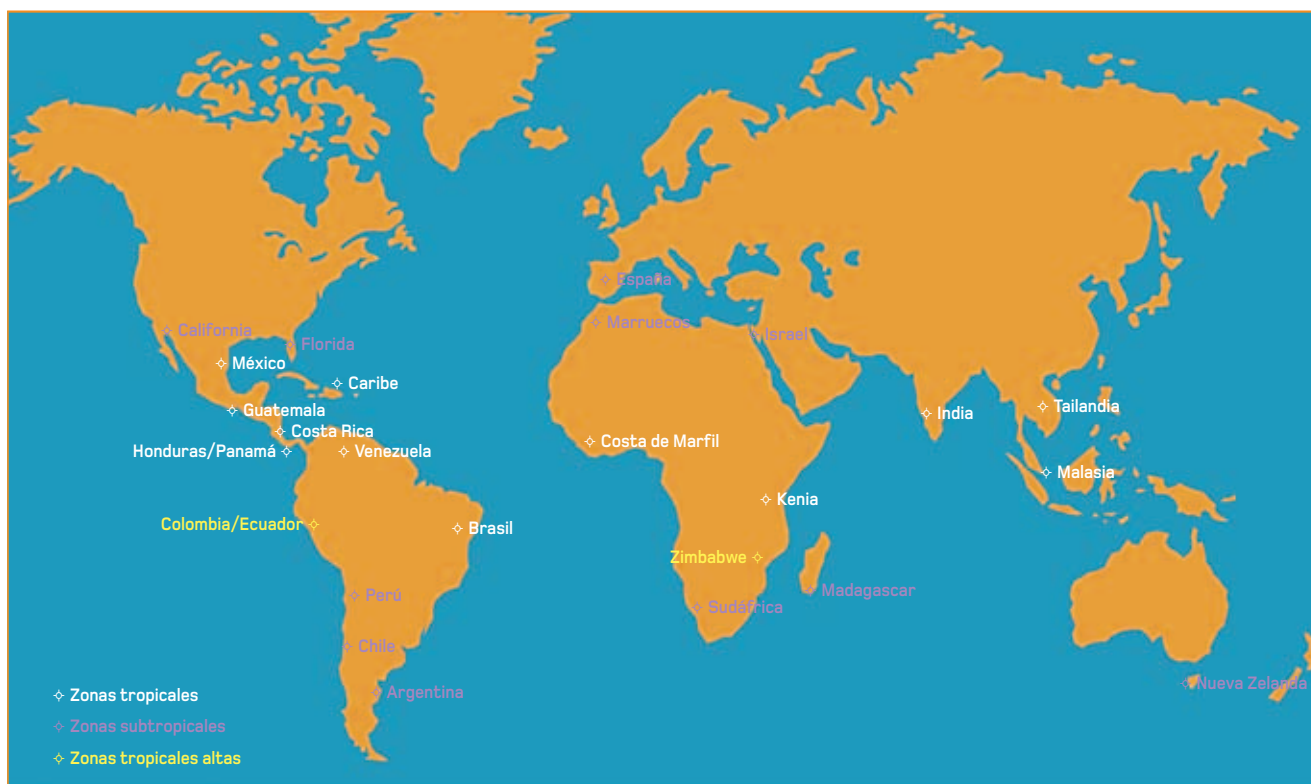 España
California
Marruecos
Israel
Florida
México
Caribe
Guatemala
Tailandia
India
Costa Rica
Costa de Marfil
Honduras/Panamá
Venezuela
Malasia
Kenia
Colombia/Ecuador
Brasil
Zimbabwe
Madagascar
Perú
Sudáfrica
Chile
Nueva Zelanda
Argentina
Zonas tropicales
Zonas subtropicales
Zonas tropicales altas